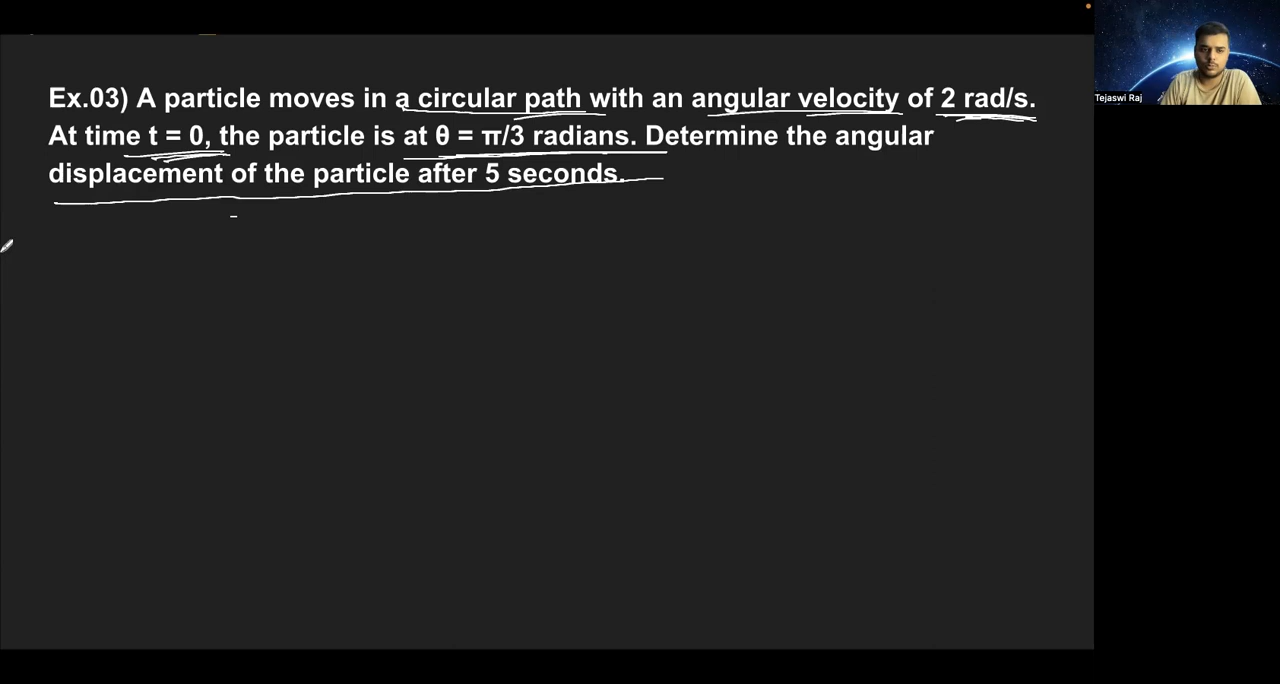 Ex.03) A particle moves in a circular path with an angular velocity of 2 rad/s.
At time t = 0, the particle is at θ = π/3 radians. Determine the angular
displacement of the particle after 5 seconds.
Tejaswi Raj